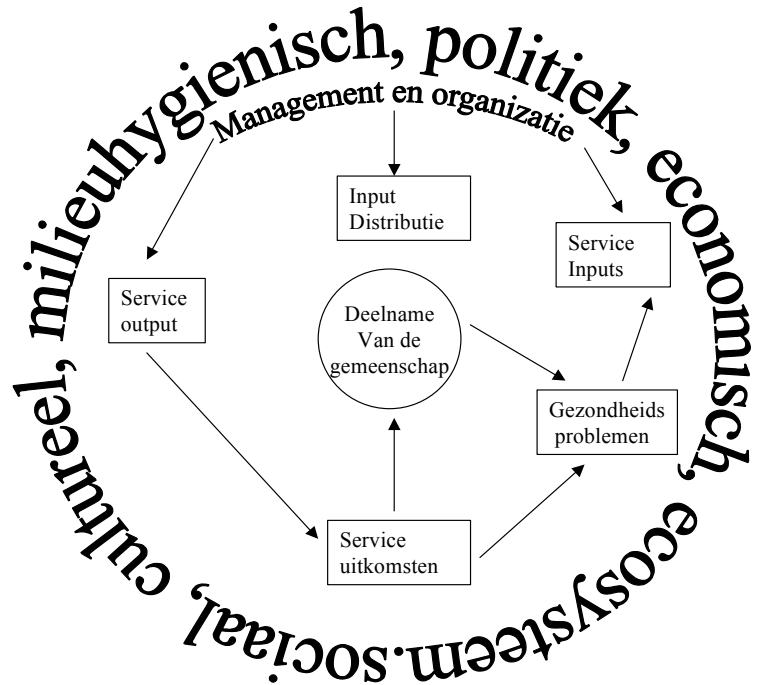 milieuhygienisch, politiek, economisch, ecosysteem.sociaal, cultureel,
Management en organizatie
Input
Distributie
Service
Inputs
Service
output
Deelname
Van de
gemeenschap
Gezondheids
problemen
Service
uitkomsten